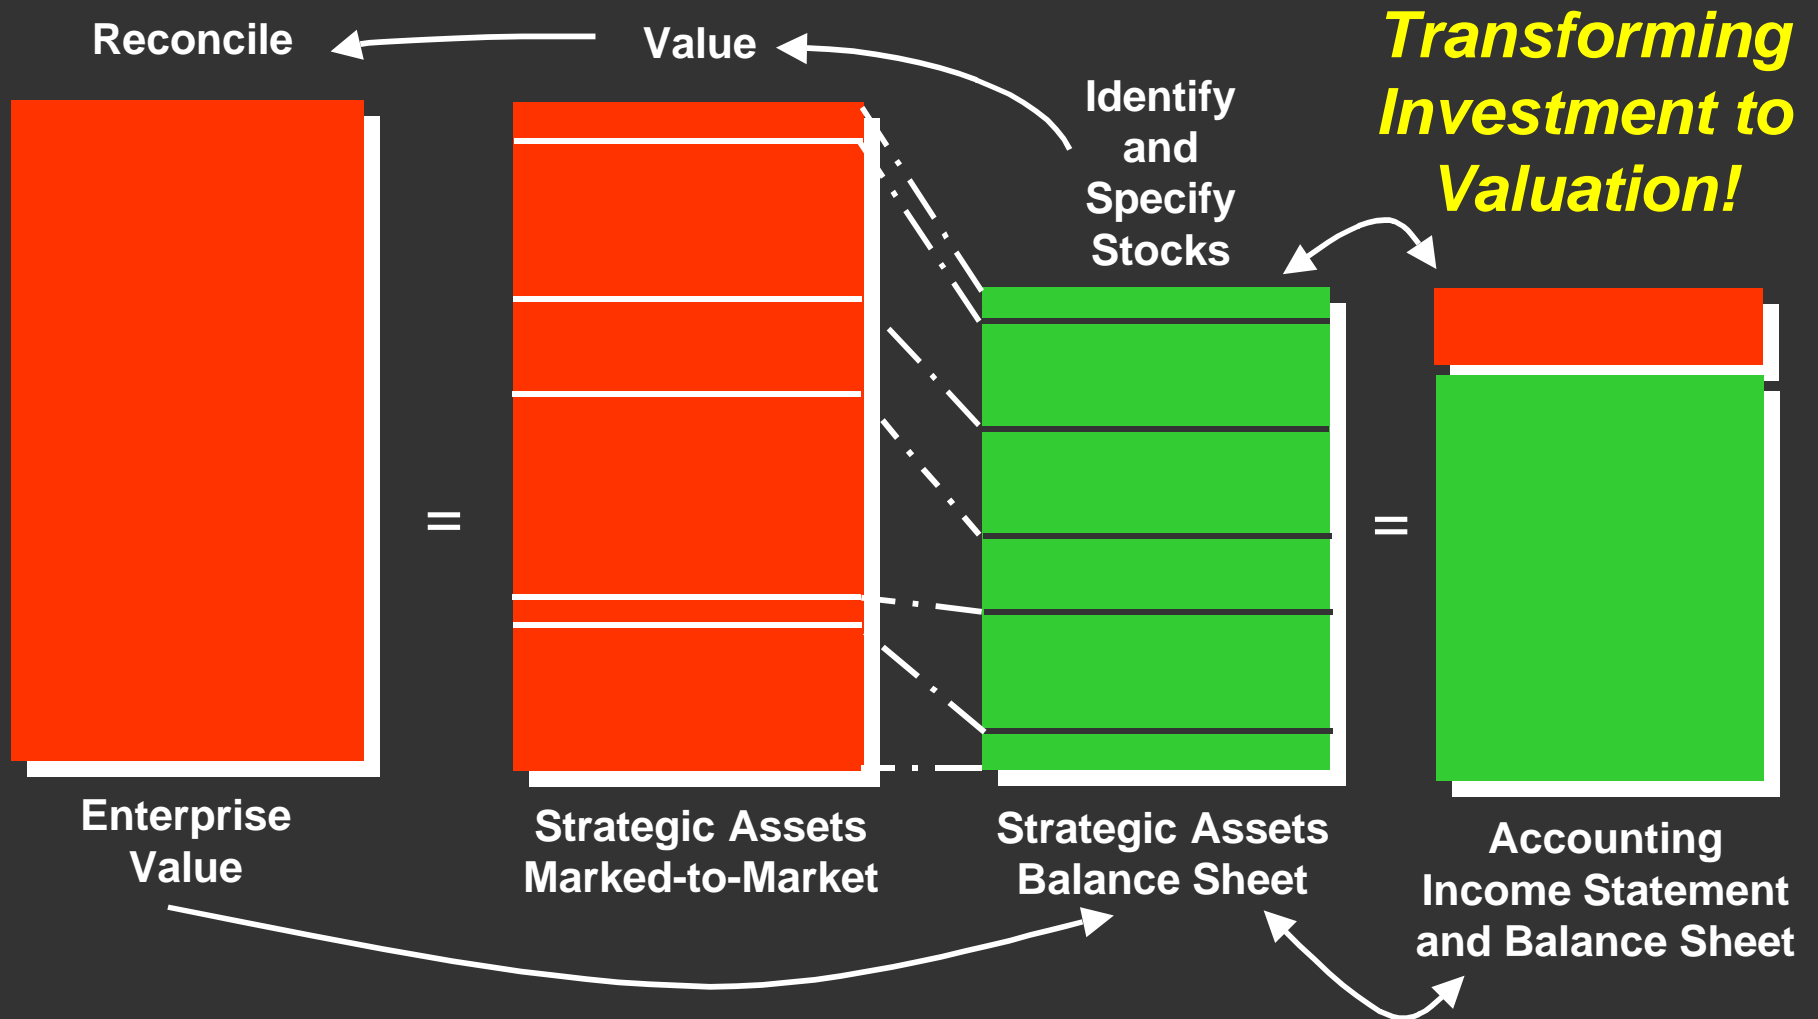 Reconcile
Value
Identify
and
Specify
Stocks
Transforming
Investment to
Valuation!
=
=
Enterprise
Value
Strategic Assets
Marked-to-Market
Strategic Assets
Balance Sheet
Accounting
Income Statement
and Balance Sheet